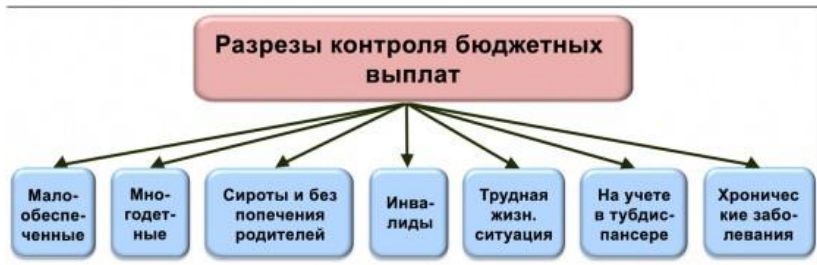 Разрезы контроля бюджетных
выплат
Мало-
обеспе-
ченные
Мно-
годет-
ные
Сироты и без
попечения
родителей
Инва-
лиды
Трудная
жизн.
ситуация
На учете
в тубдис-
пансере
Хроничес
кие забо-
левания